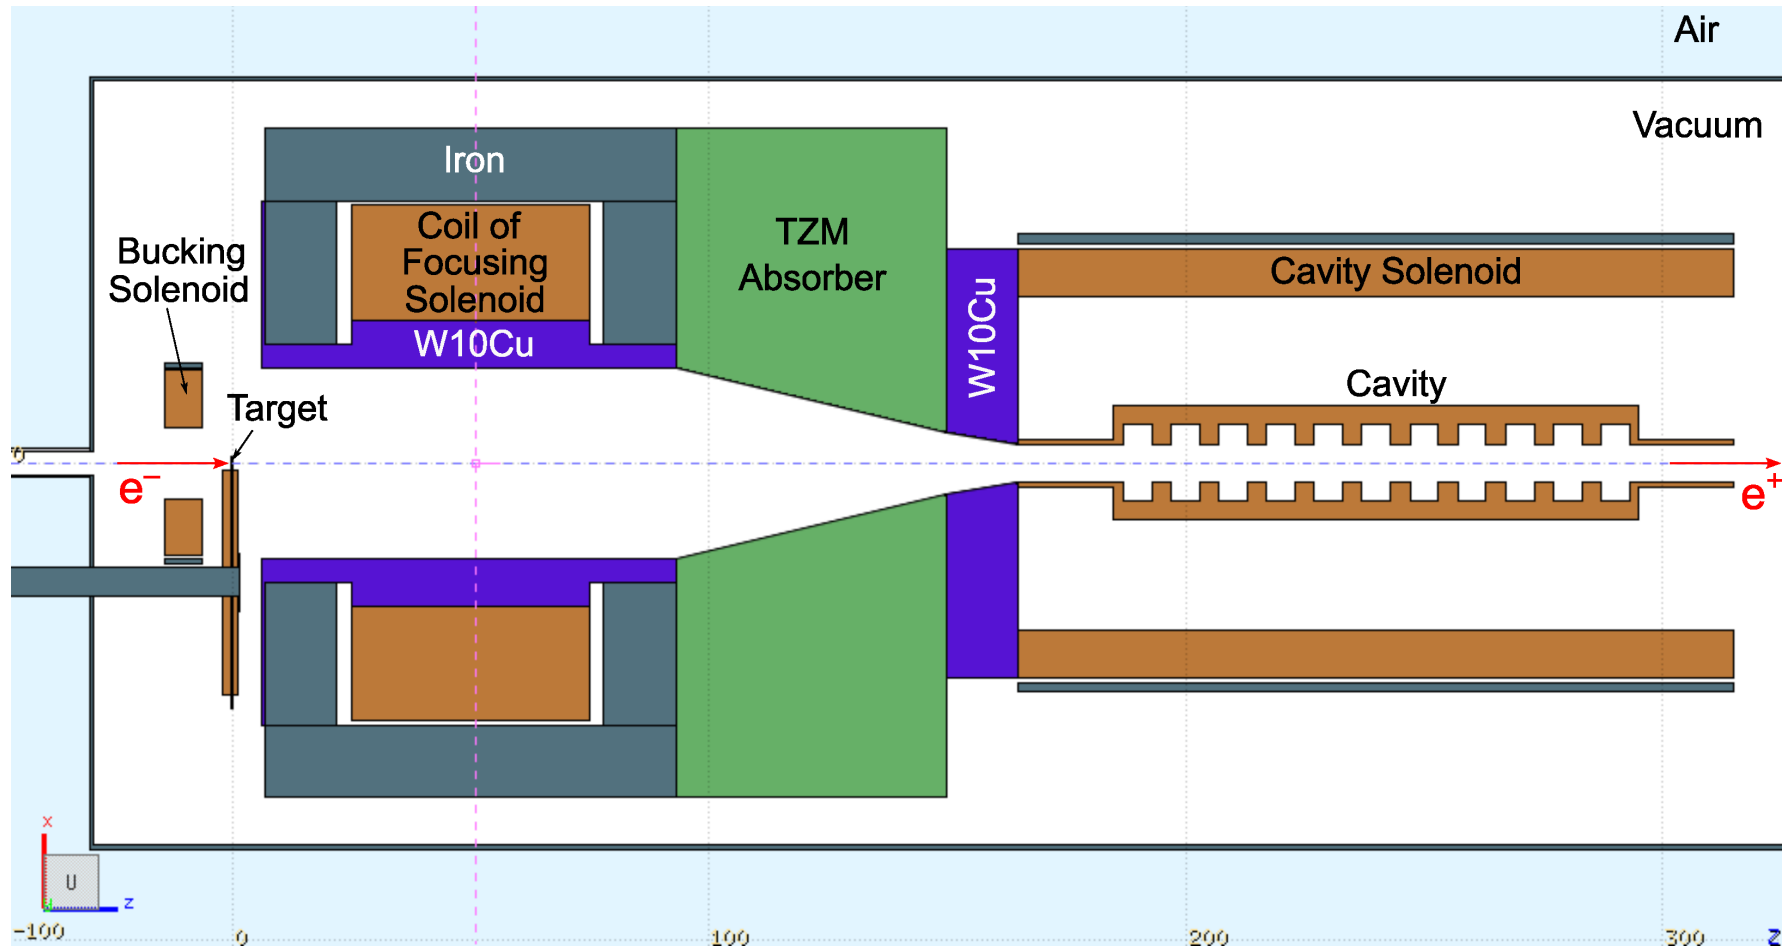 Air
Vacuum
Iron
Coil of
Focusing
Solenoid
W10Cu
TZM
Absorber
W10Cu
Cavity Solenoid
Bucking
Solenoid
Target
Cavity
0
e⁻
e⁺
x
U
z
-100
0
100
200
300
z